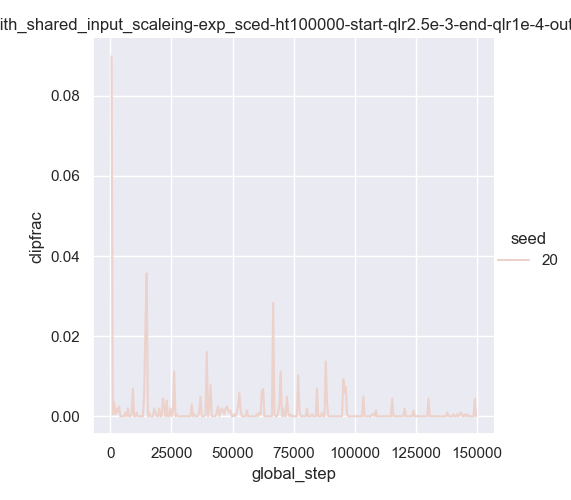 ith_shared_input_scaleing-exp_sced-ht100000-start-qlr2.5e-3-end-qlr1e-4-out
0.08
0.06
0.04
0.02
0.00
clipfrac
0 25000 50000 75000 100000 125000 150000
global_step
seed
20